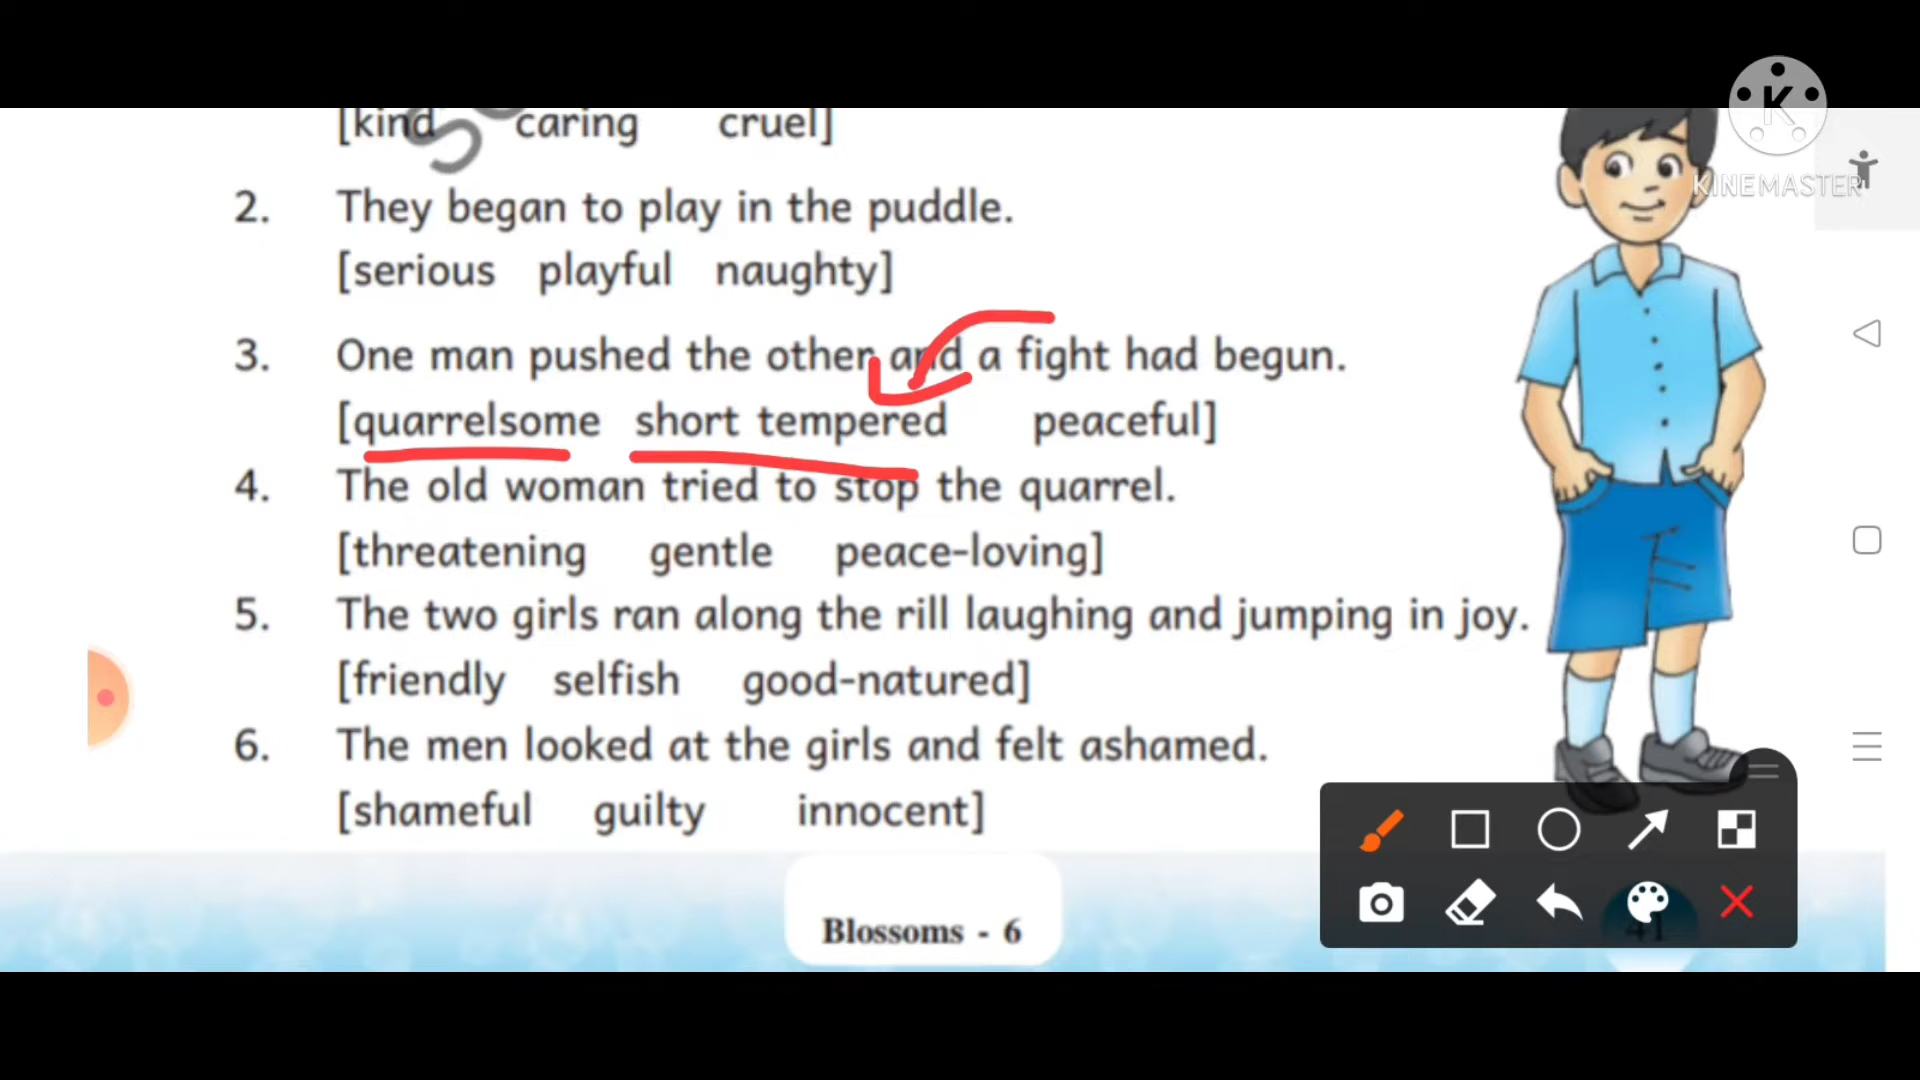 [kind caring cruel]
2. They began to play in the puddle.
[serious playful naughty]
3. One man pushed the other and a fight had begun.
[quarrelsome short tempered peaceful]
4. The old woman tried to stop the quarrel.
[threatening gentle peace-loving]
5. The two girls ran along the rill laughing and jumping in joy.
[friendly selfish good-natured]
6. The men looked at the girls and felt ashamed.
[shameful guilty innocent]
Blossoms - 6
41
K
KINEMASTER